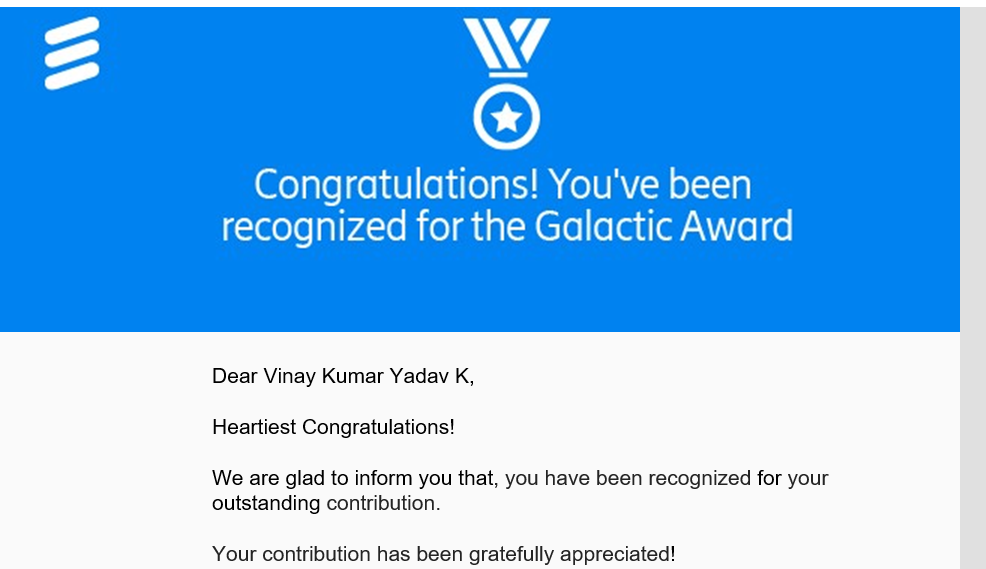 Congratulations! You've been
recognized for the Galactic Award
Dear Vinay Kumar Yadav K,
Heartiest Congratulations!
We are glad to inform you that, you have been recognized for your
outstanding contribution.
Your contribution has been gratefully appreciated!